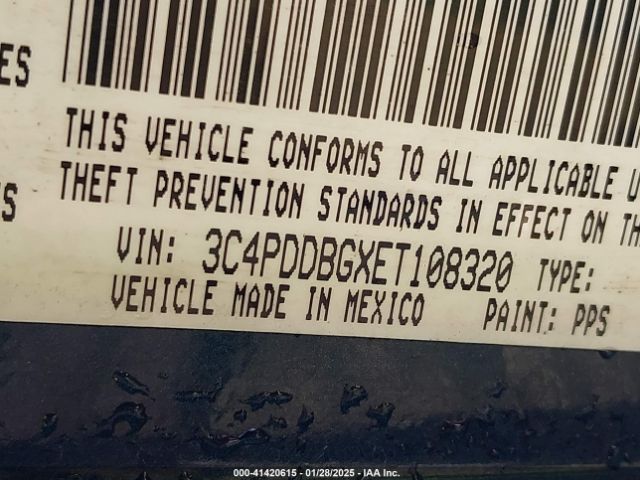 ES
THIS VEHICLE CONFORMS TO ALL APPLICABLE U
THEFT PREVENTION STANDARDS IN EFFECT ON TH
S
VIN: 3C4PDDBGXET108320 TYPE:
VEHICLE MADE IN MEXICO PAINT: PPS
000-41420615 - 01/28/2025 - IAA Inc.